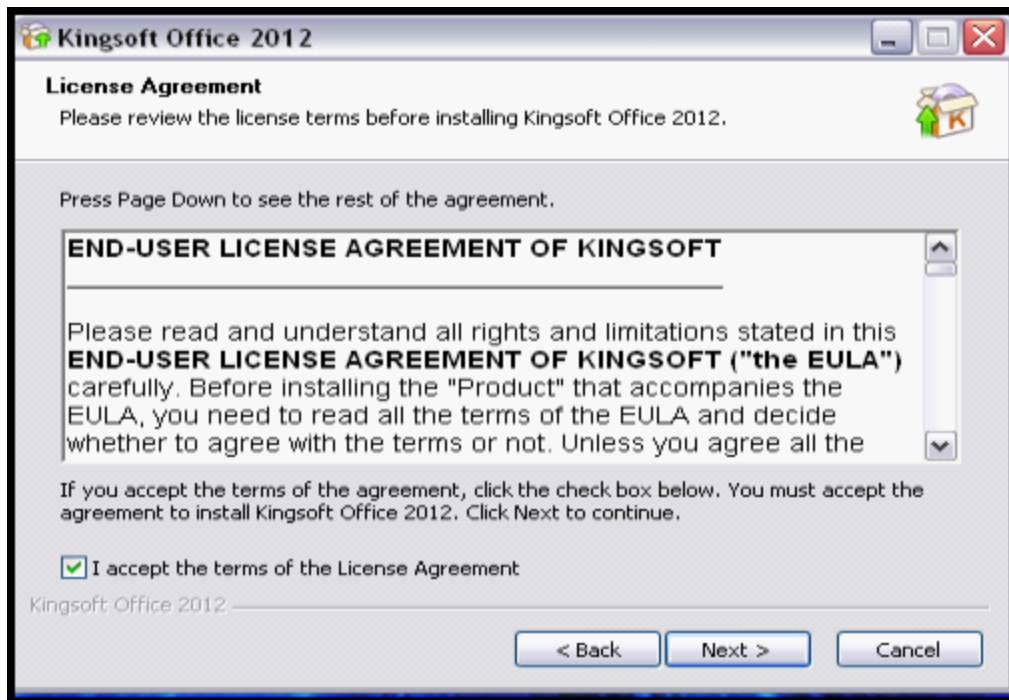 Kingsoft Office 2012
License Agreement
Please review the license terms before installing Kingsoft Office 2012.
K
Press Page Down to see the rest of the agreement.
END-USER LICENSE AGREEMENT OF KINGSOFT
Please read and understand all rights and limitations stated in this
END-USER LICENSE AGREEMENT OF KINGSOFT ("the EULA")
carefully. Before installing the "Product" that accompanies the
EULA, you need to read all the terms of the EULA and decide
whether to agree with the terms or not. Unless you agree all the
If you accept the terms of the agreement, click the check box below. You must accept the
agreement to install Kingsoft Office 2012. Click Next to continue.
I accept the terms of the License Agreement
Kingsoft Office 2012
< Back Next > Cancel